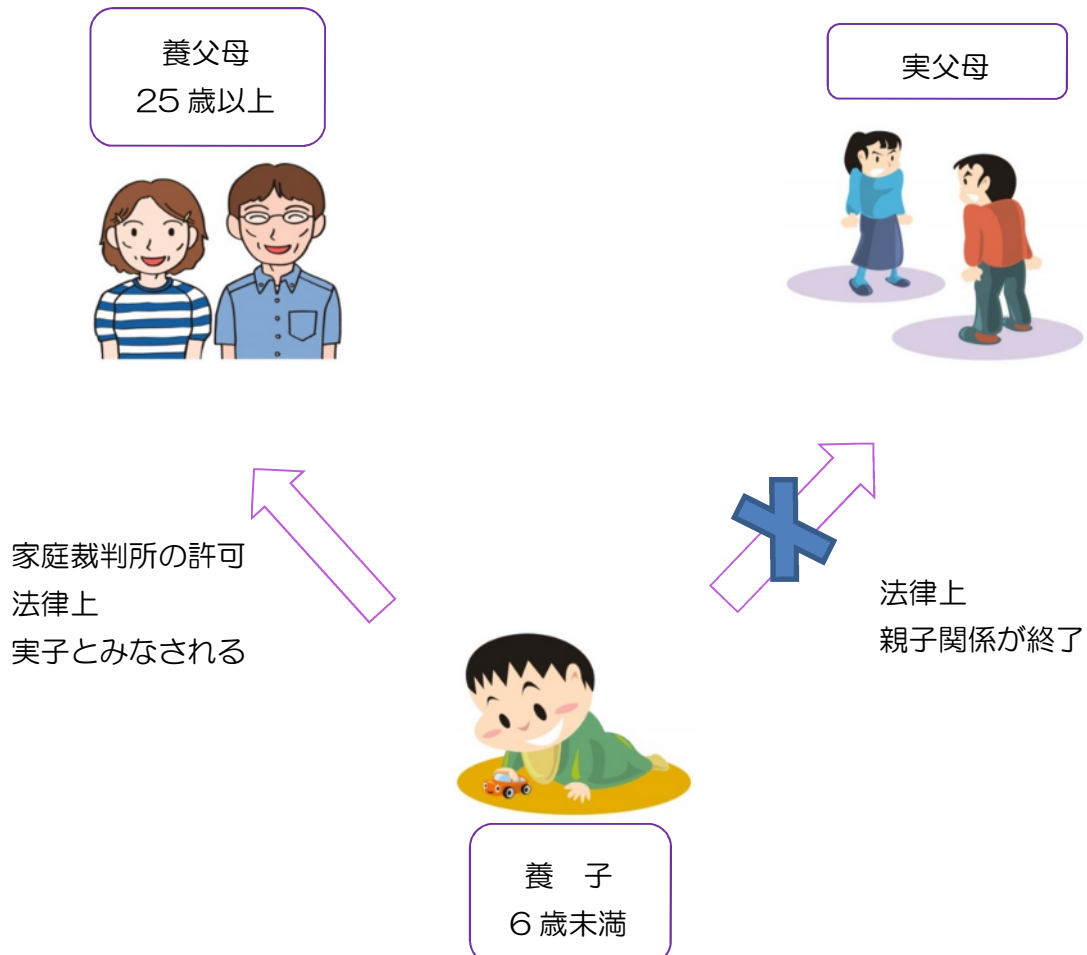 養父母
25歳以上
実父母
家庭裁判所の許可
法律上
実子とみなされる
法律上
親子関係が終了
養　子
6歳未満